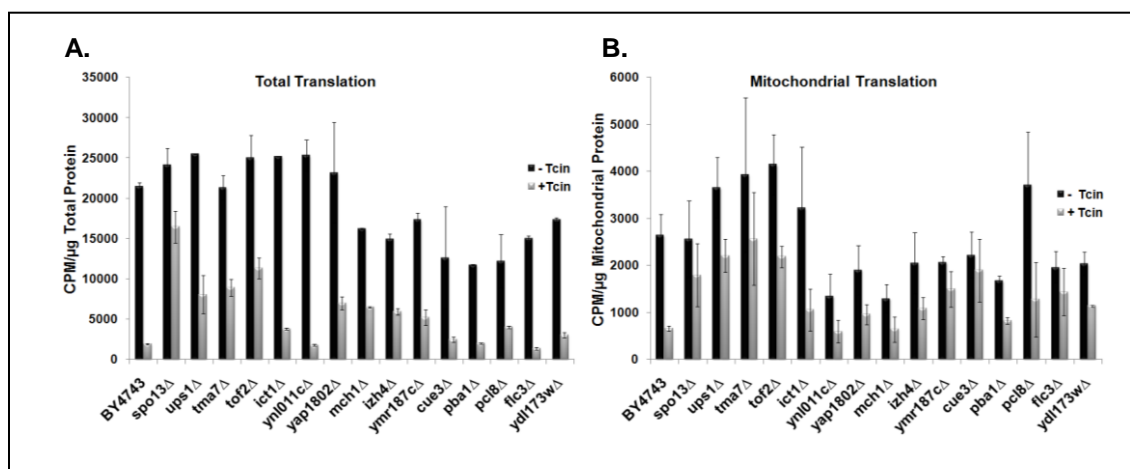 A.
Total Translation
CPM/µg Total Protein
35000
30000
25000
20000
15000
10000
5000
0
- Tcin
+Tcin
BY4743
spo13Δ
ups1Δ
tma7Δ
tof2Δ
ict1Δ
ynl011cΔ
yap1802Δ
mch1Δ
izh4Δ
ymr187cΔ
cue3Δ
pba1Δ
pcl8Δ
flc3Δ
ydl173wΔ
B.
Mitochondrial Translation
CPM/µg Mitochondrial Protein
6000
5000
4000
3000
2000
1000
0
- Tcin
+ Tcin
BY4743
spo13Δ
ups1Δ
tma7Δ
tof2Δ
ict1Δ
ynl011cΔ
yap1802Δ
mch1Δ
izh4Δ
ymr187cΔ
cue3Δ
pba1Δ
pcl8Δ
flc3Δ
ydl173wΔ